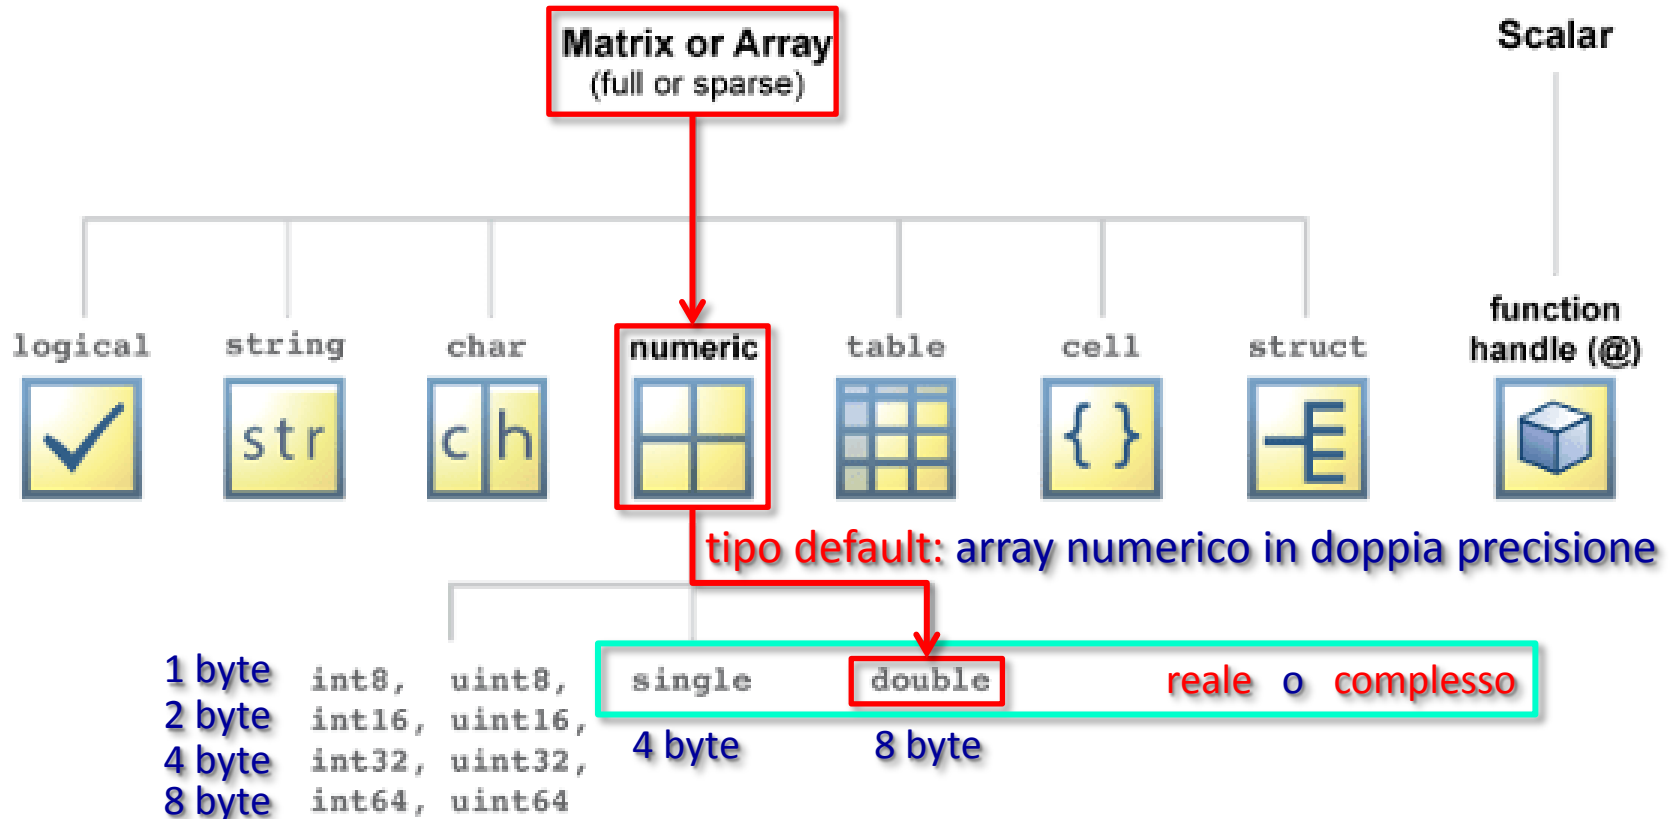 Matrix or Array
(full or sparse)
Scalar
logical
string
char
numeric
table
cell
struct
function
handle (@)
str
c h
{ }
tipo default: array numerico in doppia precisione
1 byte int8, uint8, single double reale o complesso
2 byte int16, uint16,
4 byte 8 byte
4 byte int32, uint32,
8 byte int64, uint64